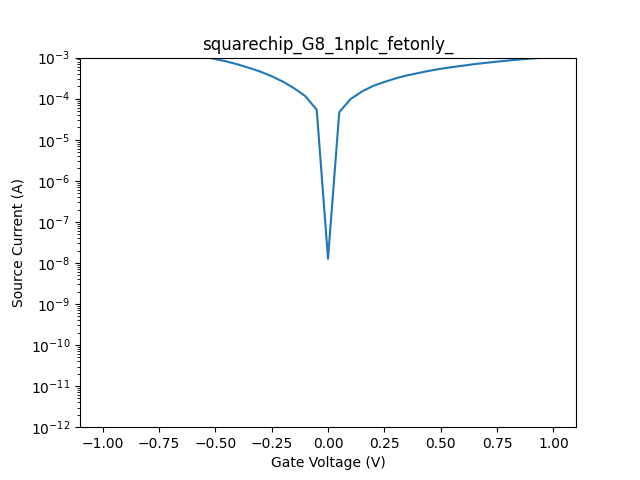 squarechip_G8_1nplc_fetonly_
10⁻³
10⁻⁴
10⁻⁵
10⁻⁶
10⁻⁷
10⁻⁸
10⁻⁹
10⁻¹⁰
10⁻¹¹
10⁻¹²
Source Current (A)
−1.00 −0.75 −0.50 −0.25 0.00 0.25 0.50 0.75 1.00
Gate Voltage (V)